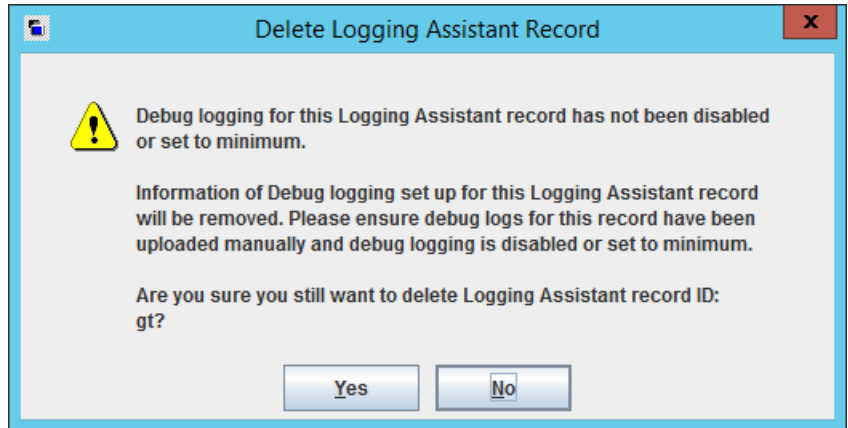 Delete Logging Assistant Record
x
Debug logging for this Logging Assistant record has not been disabled
or set to minimum.
Information of Debug logging set up for this Logging Assistant record
will be removed. Please ensure debug logs for this record have been
uploaded manually and debug logging is disabled or set to minimum.
Are you sure you still want to delete Logging Assistant record ID:
gt?
Yes No